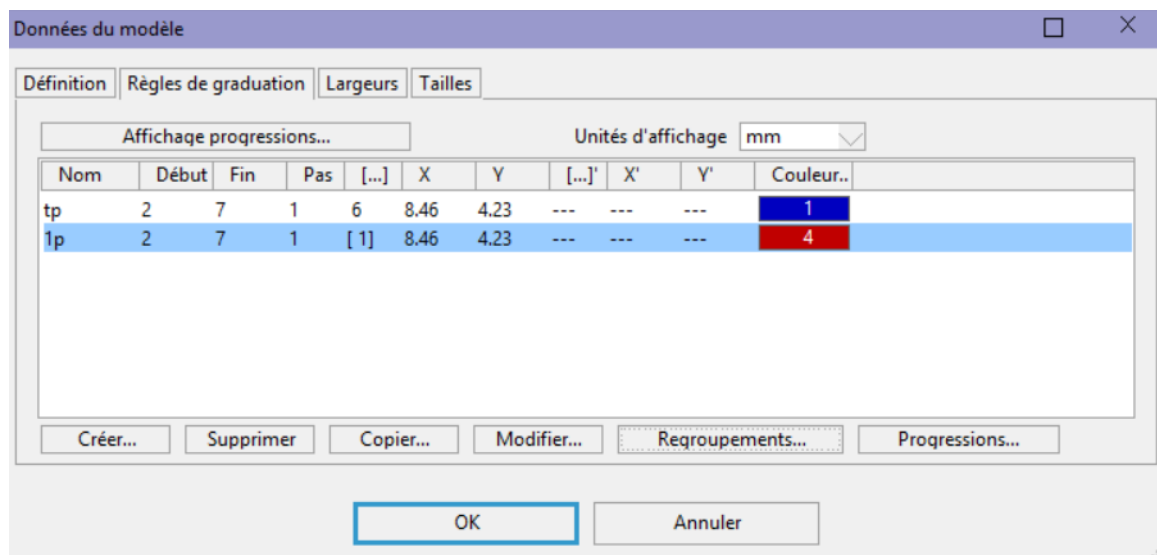 Données du modèle
Définition Règles de graduation Largeurs Tailles
Affichage progressions... Unités d'affichage mm
Nom Début Fin Pas [...] X Y [...]' X' Y' Couleur..
tp 2 7 1 6 8.46 4.23 --- --- --- 1
1p 2 7 1 [ 1] 8.46 4.23 --- --- --- 4
Créer... Supprimer Copier... Modifier... Regroupements... Progressions...
OK Annuler